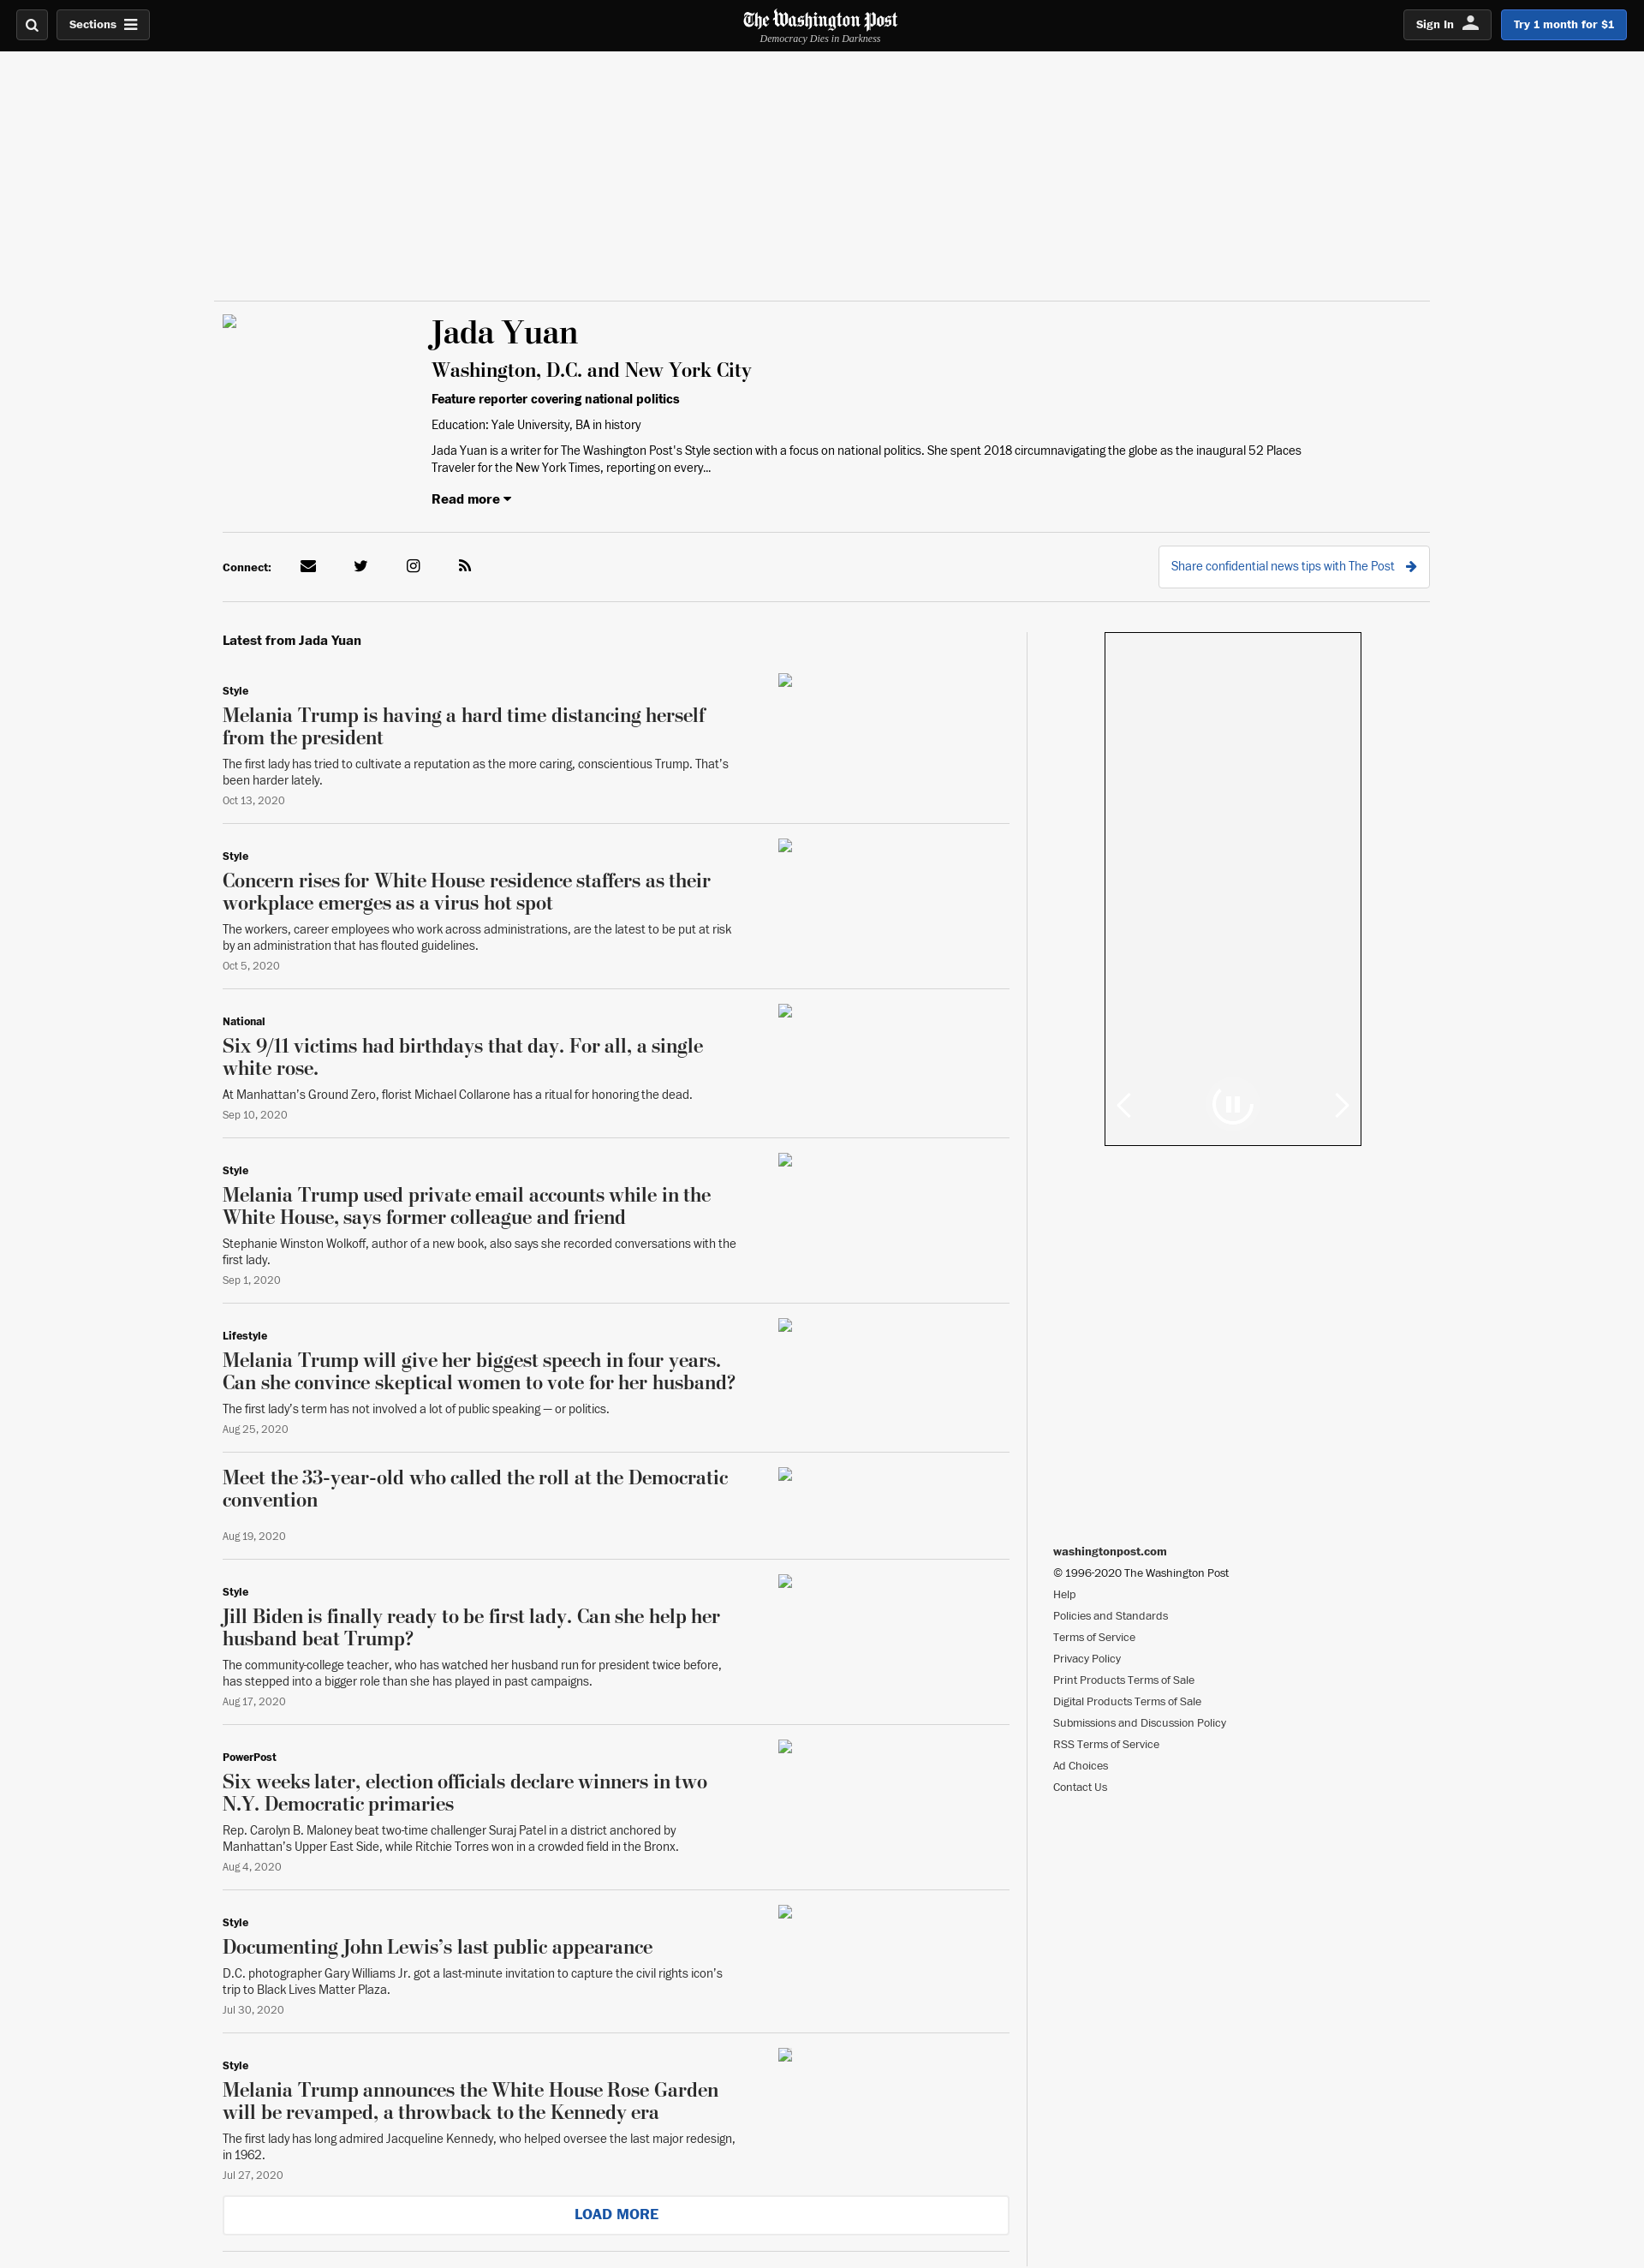 Sections
The Washington Post
Democracy Dies in Darkness
Sign In
Try 1 month for $1
Jada Yuan
Washington, D.C. and New York City
Feature reporter covering national politics
Education: Yale University, BA in history
Jada Yuan is a writer for The Washington Post's Style section with a focus on national politics. She spent 2018 circumnavigating the globe as the inaugural 52 Places
Traveler for the New York Times, reporting on every...
Read more
Connect:
Share confidential news tips with The Post
Latest from Jada Yuan
Style
Melania Trump is having a hard time distancing herself
from the president
The first lady has tried to cultivate a reputation as the more caring, conscientious Trump. That’s
been harder lately.
Oct 13, 2020
Style
Concern rises for White House residence staffers as their
workplace emerges as a virus hot spot
The workers, career employees who work across administrations, are the latest to be put at risk
by an administration that has flouted guidelines.
Oct 5, 2020
National
Six 9/11 victims had birthdays that day. For all, a single
white rose.
At Manhattan’s Ground Zero, florist Michael Collarone has a ritual for honoring the dead.
Sep 10, 2020
Style
Melania Trump used private email accounts while in the
White House, says former colleague and friend
Stephanie Winston Wolkoff, author of a new book, also says she recorded conversations with the
first lady.
Sep 1, 2020
Lifestyle
Melania Trump will give her biggest speech in four years.
Can she convince skeptical women to vote for her husband?
The first lady’s term has not involved a lot of public speaking — or politics.
Aug 25, 2020
Meet the 33-year-old who called the roll at the Democratic
convention
Aug 19, 2020
Style
Jill Biden is finally ready to be first lady. Can she help her
husband beat Trump?
The community-college teacher, who has watched her husband run for president twice before,
has stepped into a bigger role than she has played in past campaigns.
Aug 17, 2020
PowerPost
Six weeks later, election officials declare winners in two
N.Y. Democratic primaries
Rep. Carolyn B. Maloney beat two-time challenger Suraj Patel in a district anchored by
Manhattan’s Upper East Side, while Ritchie Torres won in a crowded field in the Bronx.
Aug 4, 2020
Style
Documenting John Lewis’s last public appearance
D.C. photographer Gary Williams Jr. got a last-minute invitation to capture the civil rights icon’s
trip to Black Lives Matter Plaza.
Jul 30, 2020
Style
Melania Trump announces the White House Rose Garden
will be revamped, a throwback to the Kennedy era
The first lady has long admired Jacqueline Kennedy, who helped oversee the last major redesign,
in 1962.
Jul 27, 2020
LOAD MORE
washingtonpost.com
© 1996-2020 The Washington Post
Help
Policies and Standards
Terms of Service
Privacy Policy
Print Products Terms of Sale
Digital Products Terms of Sale
Submissions and Discussion Policy
RSS Terms of Service
Ad Choices
Contact Us